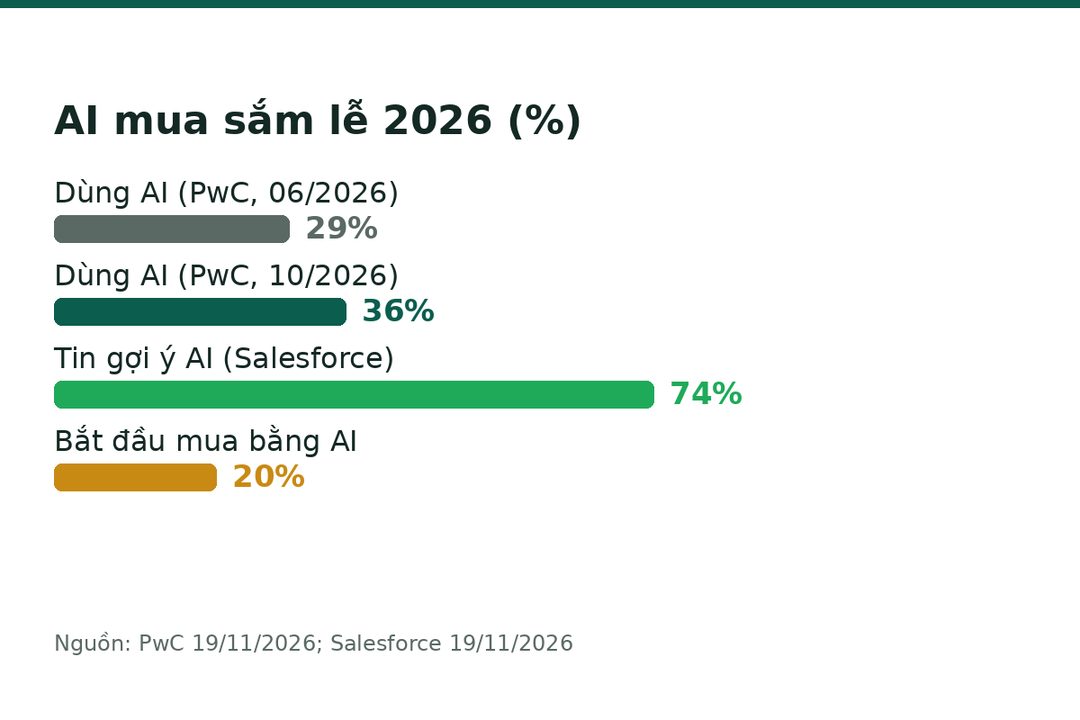 AI mua sắm lễ 2026 (%)
Dùng AI (PwC, 06/2026)
29%
Dùng AI (PwC, 10/2026)
36%
Tin gợi ý AI (Salesforce)
74%
Bắt đầu mua bằng AI
20%
Nguồn: PwC 19/11/2026; Salesforce 19/11/2026